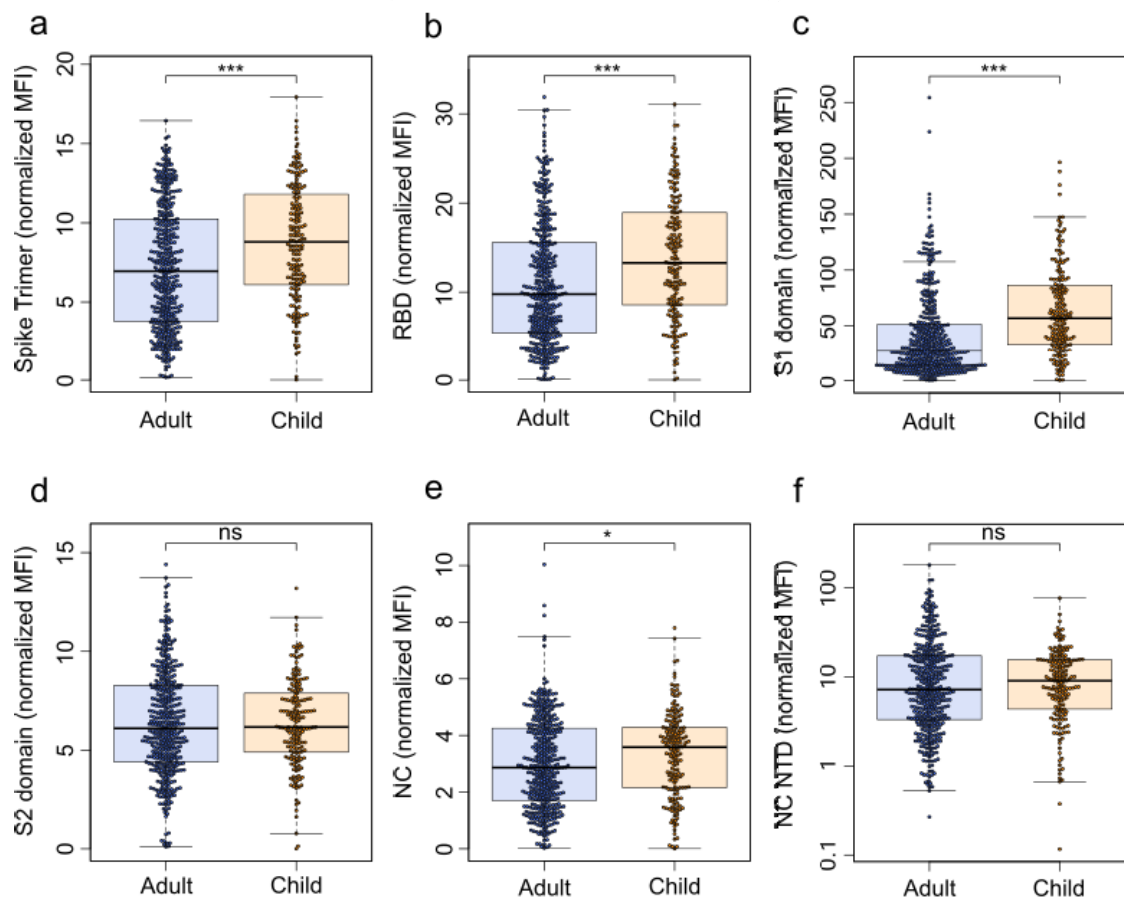 a
Spike Trimer (normalized MFI)
20
15
10
5
0
***
Adult
Child
b
RBD (normalized MFI)
30
20
10
0
***
Adult
Child
c
S1 domain (normalized MFI)
250
200
150
100
50
0
***
Adult
Child
d
S2 domain (normalized MFI)
15
10
5
0
ns
Adult
Child
e
NC (normalized MFI)
10
8
6
4
2
0
*
Adult
Child
f
NC NTD (normalized MFI)
100
10
1
0.1
ns
Adult
Child